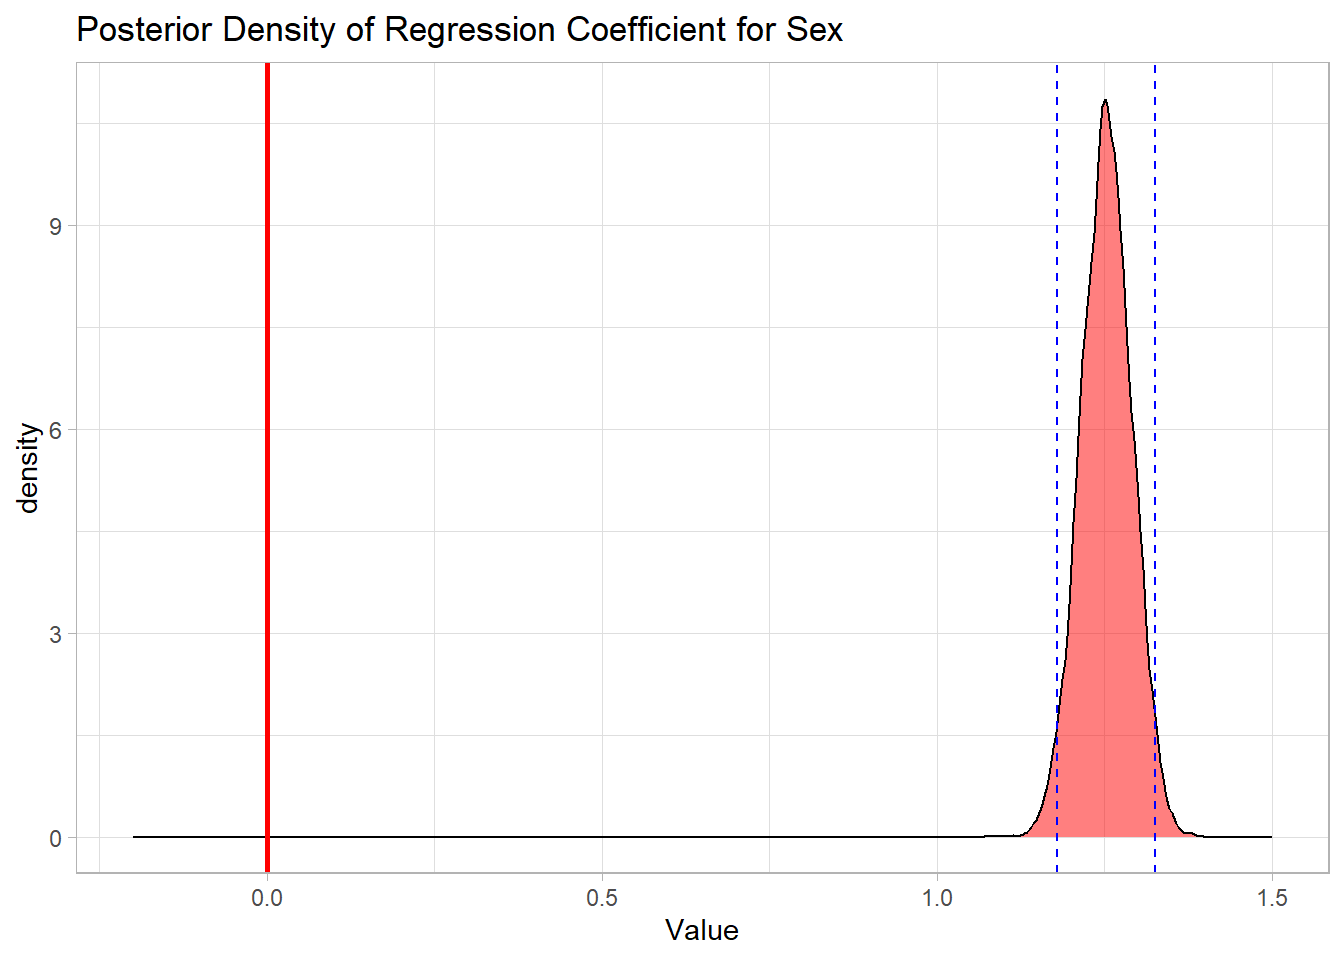 Posterior Density of Regression Coefficient for Sex
density
9
6
3
0
0.0 0.5 1.0 1.5
Value